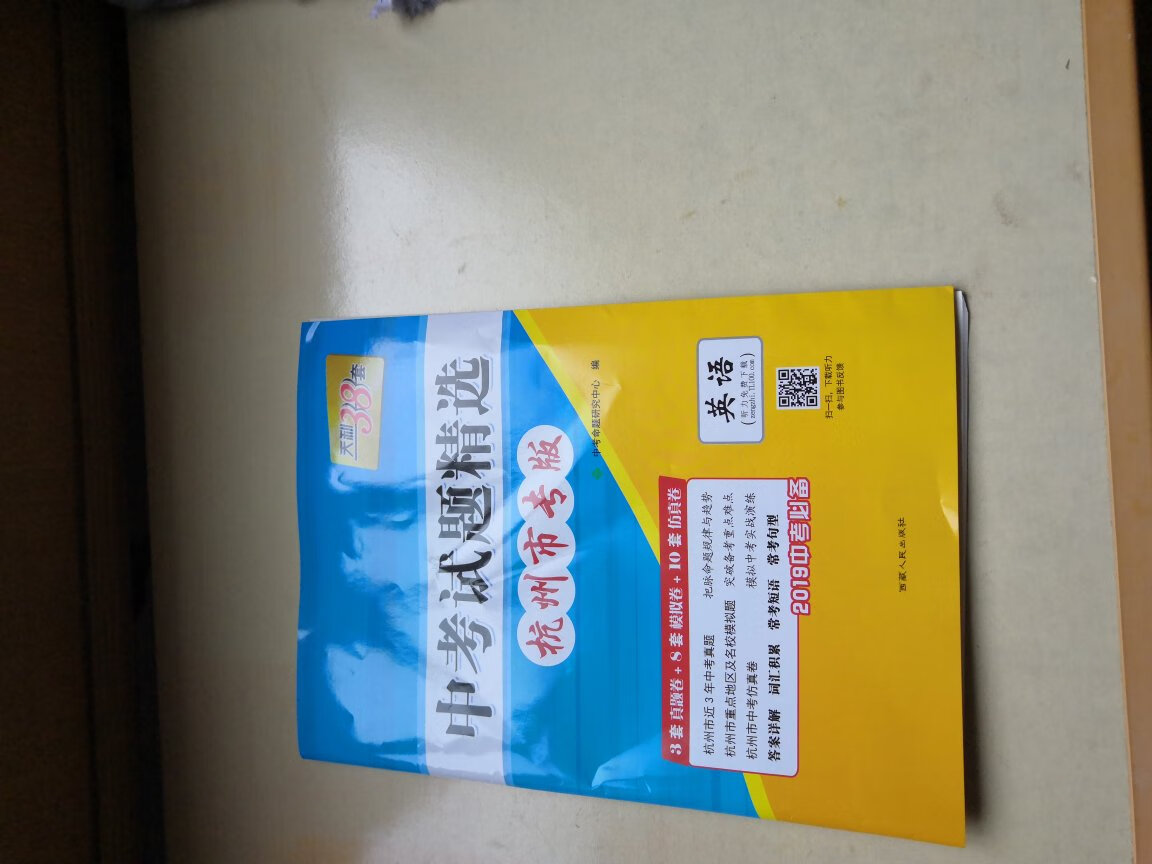 天利38套
中考试题精选
杭州市专版
中考命题研究中心 编
3套 真题卷 + 8套 模拟卷 + 10套 仿真卷
杭州市近3年中考真题 把脉命题规律与趋势
杭州市重点地区及名校模拟题 突破备考重点难点
杭州市中考仿真卷 模拟中考实战演练
答案详解 词汇积累 常考短语 常考句型
2019中考必备
英语
(听力免费下载)
扫一扫，下载听力
参与图书反馈
西藏人民出版社